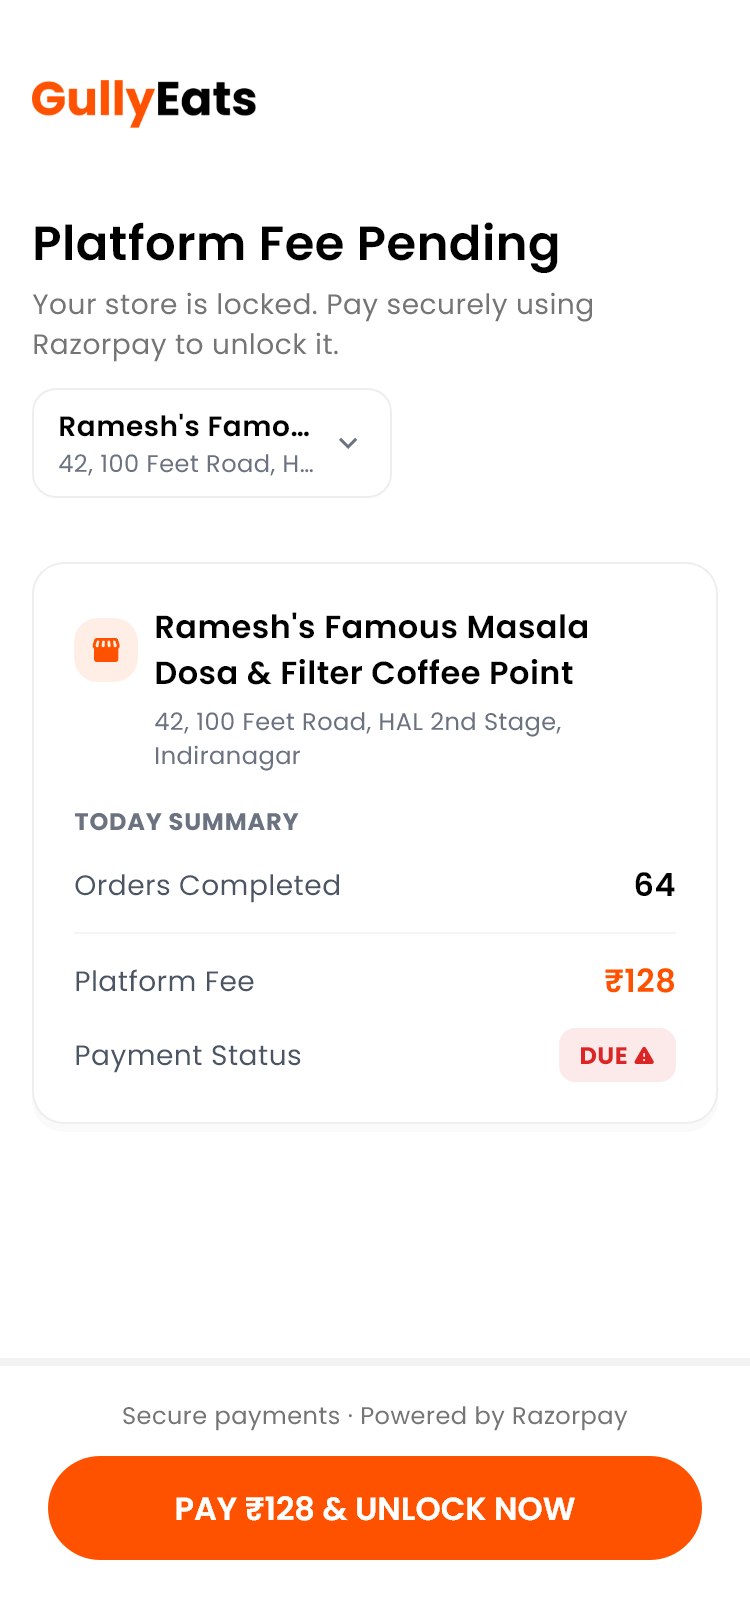 GullyEats
Platform Fee Pending
Your store is locked. Pay securely using
Razorpay to unlock it.
Ramesh's Famo...
42, 100 Feet Road, H...
Ramesh's Famous Masala
Dosa & Filter Coffee Point
42, 100 Feet Road, HAL 2nd Stage,
Indiranagar
TODAY SUMMARY
Orders Completed 64
Platform Fee ₹128
Payment Status DUE
Secure payments · Powered by Razorpay
PAY ₹128 & UNLOCK NOW